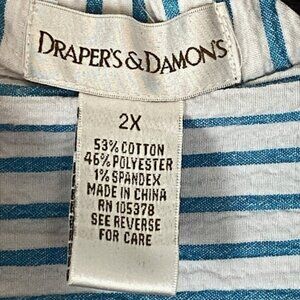 DRAPER'S & DAMON'S
2X
53% COTTON
46% POLYESTER
1% SPANDEX
MADE IN CHINA
RN 105378
SEE REVERSE
FOR CARE